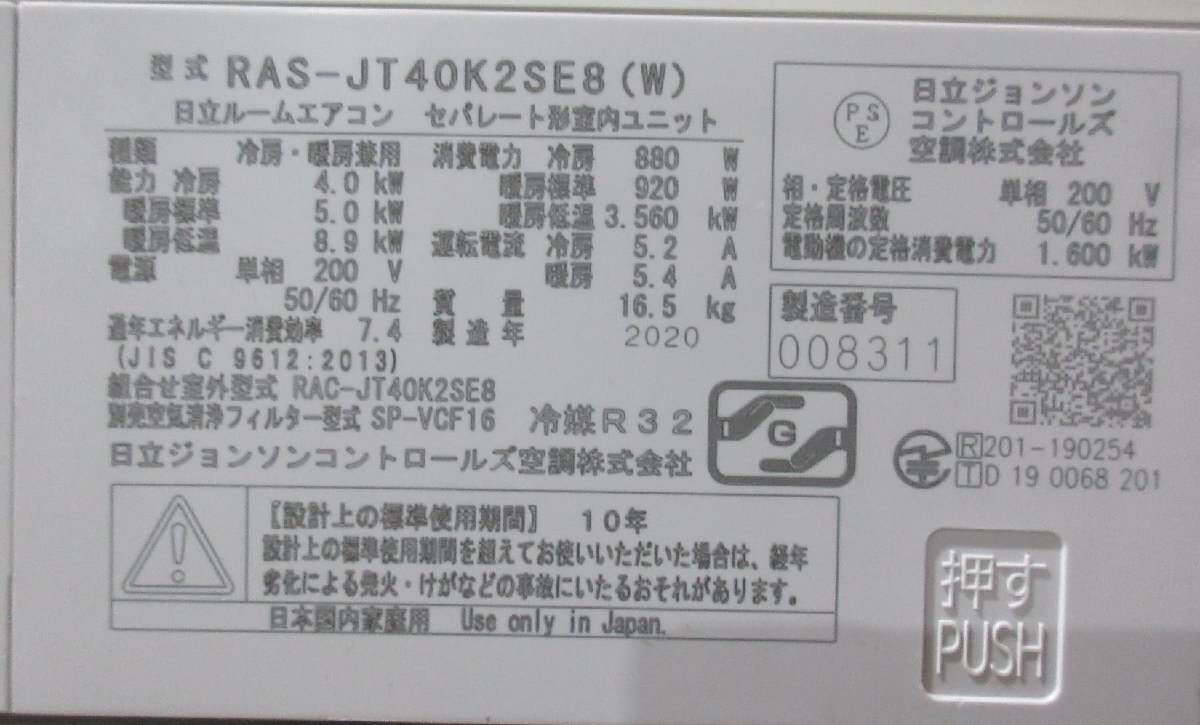 型式 RAS-JT40K2SE8(W)
日立ルームエアコン セパレート形室内ユニット
種類 冷房・暖房兼用
能力 冷房 4.0 kW
暖房標準 5.0 kW
暖房低温 8.9 kW
電源 単相 200 V
50/60 Hz
通年エネルギー消費効率 7.4
(JIS C 9612:2013)
消費電力 冷房 880 W
暖房標準 920 W
暖房低温 3.560 kW
運転電流 冷房 5.2 A
暖房 5.4 A
質量 16.5 kg
製造年 2020
組合せ室外型式 RAC-JT40K2SE8
別売空気清浄フィルター型式 SP-VCF16
冷媒R32
日立ジョンソンコントロールズ空調株式会社
PSE
日立ジョンソン
コントロールズ
空調株式会社
相・定格電圧 単相 200 V
定格周波数 50/60 Hz
電動機の定格消費電力 1.600 kW
製造番号
008311
G
R 201-190254
T D 19 0068 201
【設計上の標準使用期間】 10年
設計上の標準使用期間を超えてお使いいただいた場合は、経年
劣化による発火・けがなどの事故にいたるおそれがあります。
日本国内家庭用 Use only in Japan.
押す
PUSH